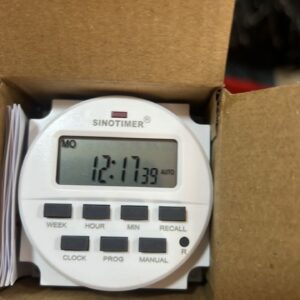 SINOTIMER®
MO
12:17 39 AUTO
WEEK HOUR MIN RECALL
CLOCK PROG MANUAL R